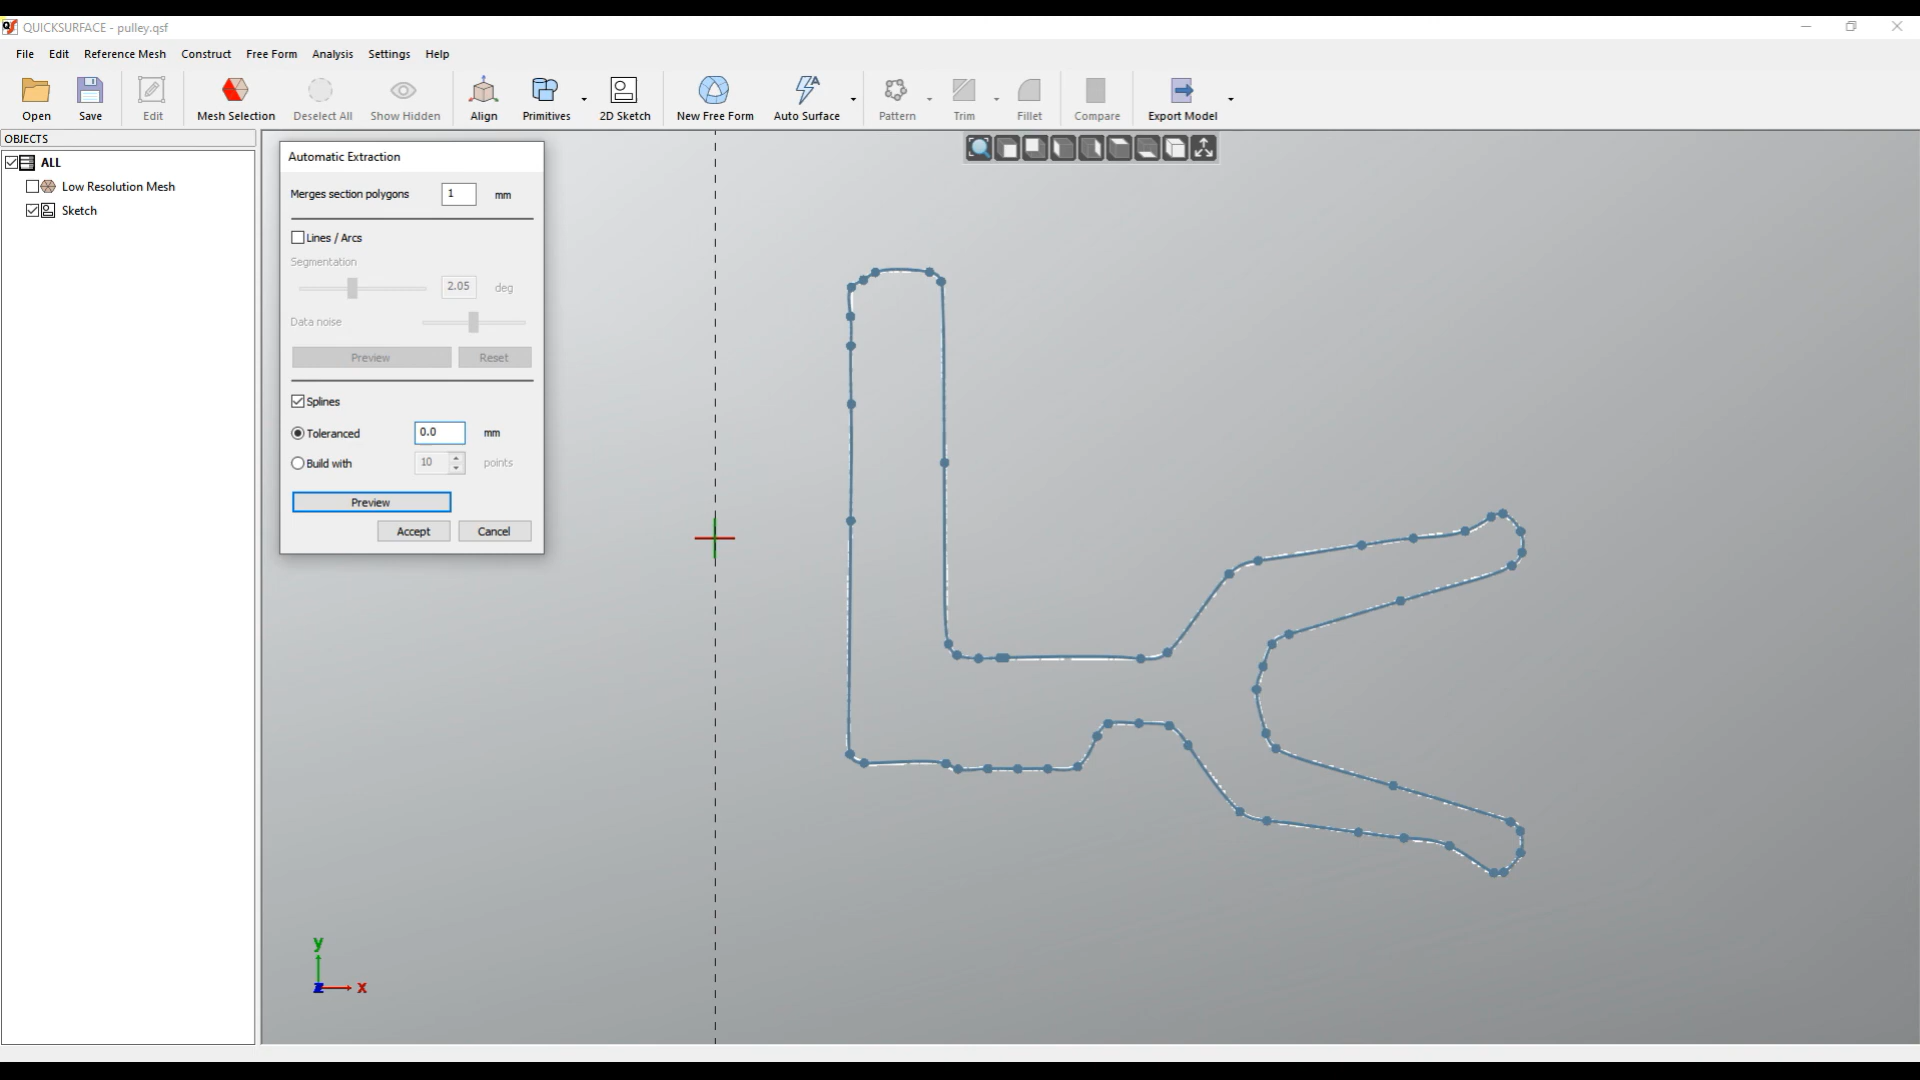 QUICKSURFACE - pulley.qsf
File Edit Reference Mesh Construct Free Form Analysis Settings Help
Open Save Edit Mesh Selection Deselect All Show Hidden Align Primitives 2D Sketch New Free Form Auto Surface Pattern Trim Fillet Compare Export Model
OBJECTS
ALL
Low Resolution Mesh
Sketch
Automatic Extraction
Merges section polygons 1 mm
Lines / Arcs
Segmentation
2.05 deg
Data noise
Preview Reset
Splines
Toleranced 0.0 mm
Build with 10 points
Preview
Accept Cancel
y
z x